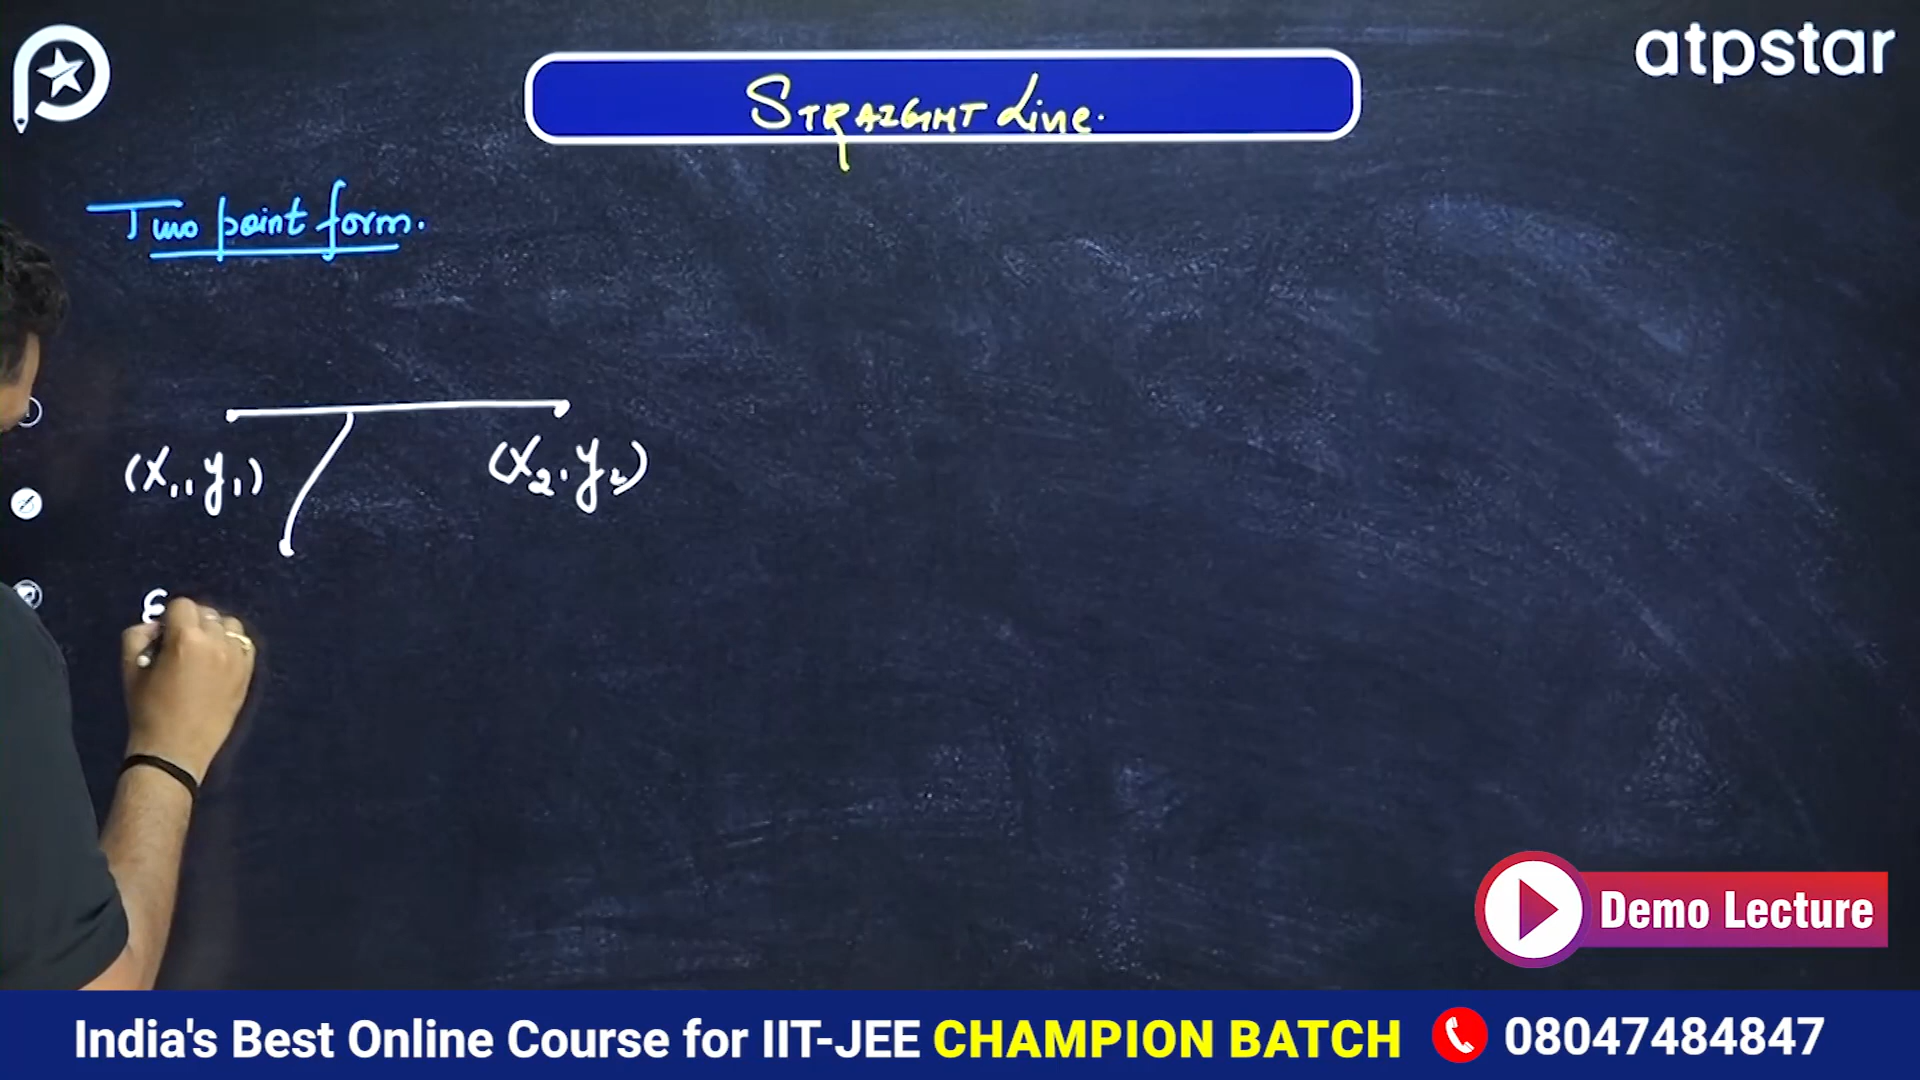 atpstar
STRAIGHT Line.
Two point form.
(x₁, y₁)
(x₂, y₂)
E
Demo Lecture
India's Best Online Course for IIT-JEE CHAMPION BATCH 08047484847